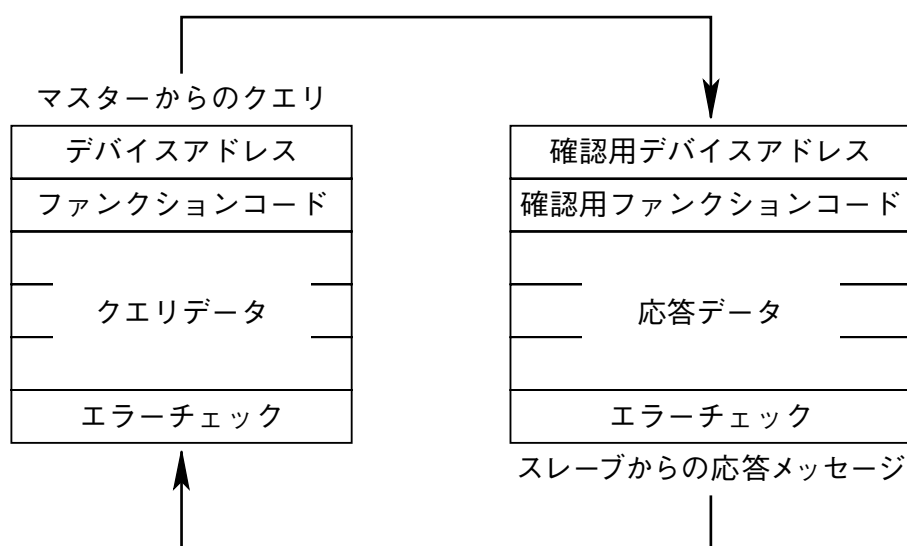 マスターからのクエリ
デバイスアドレス
ファンクションコード
クエリデータ
エラーチェック
確認用デバイスアドレス
確認用ファンクションコード
応答データ
エラーチェック
スレーブからの応答メッセージ